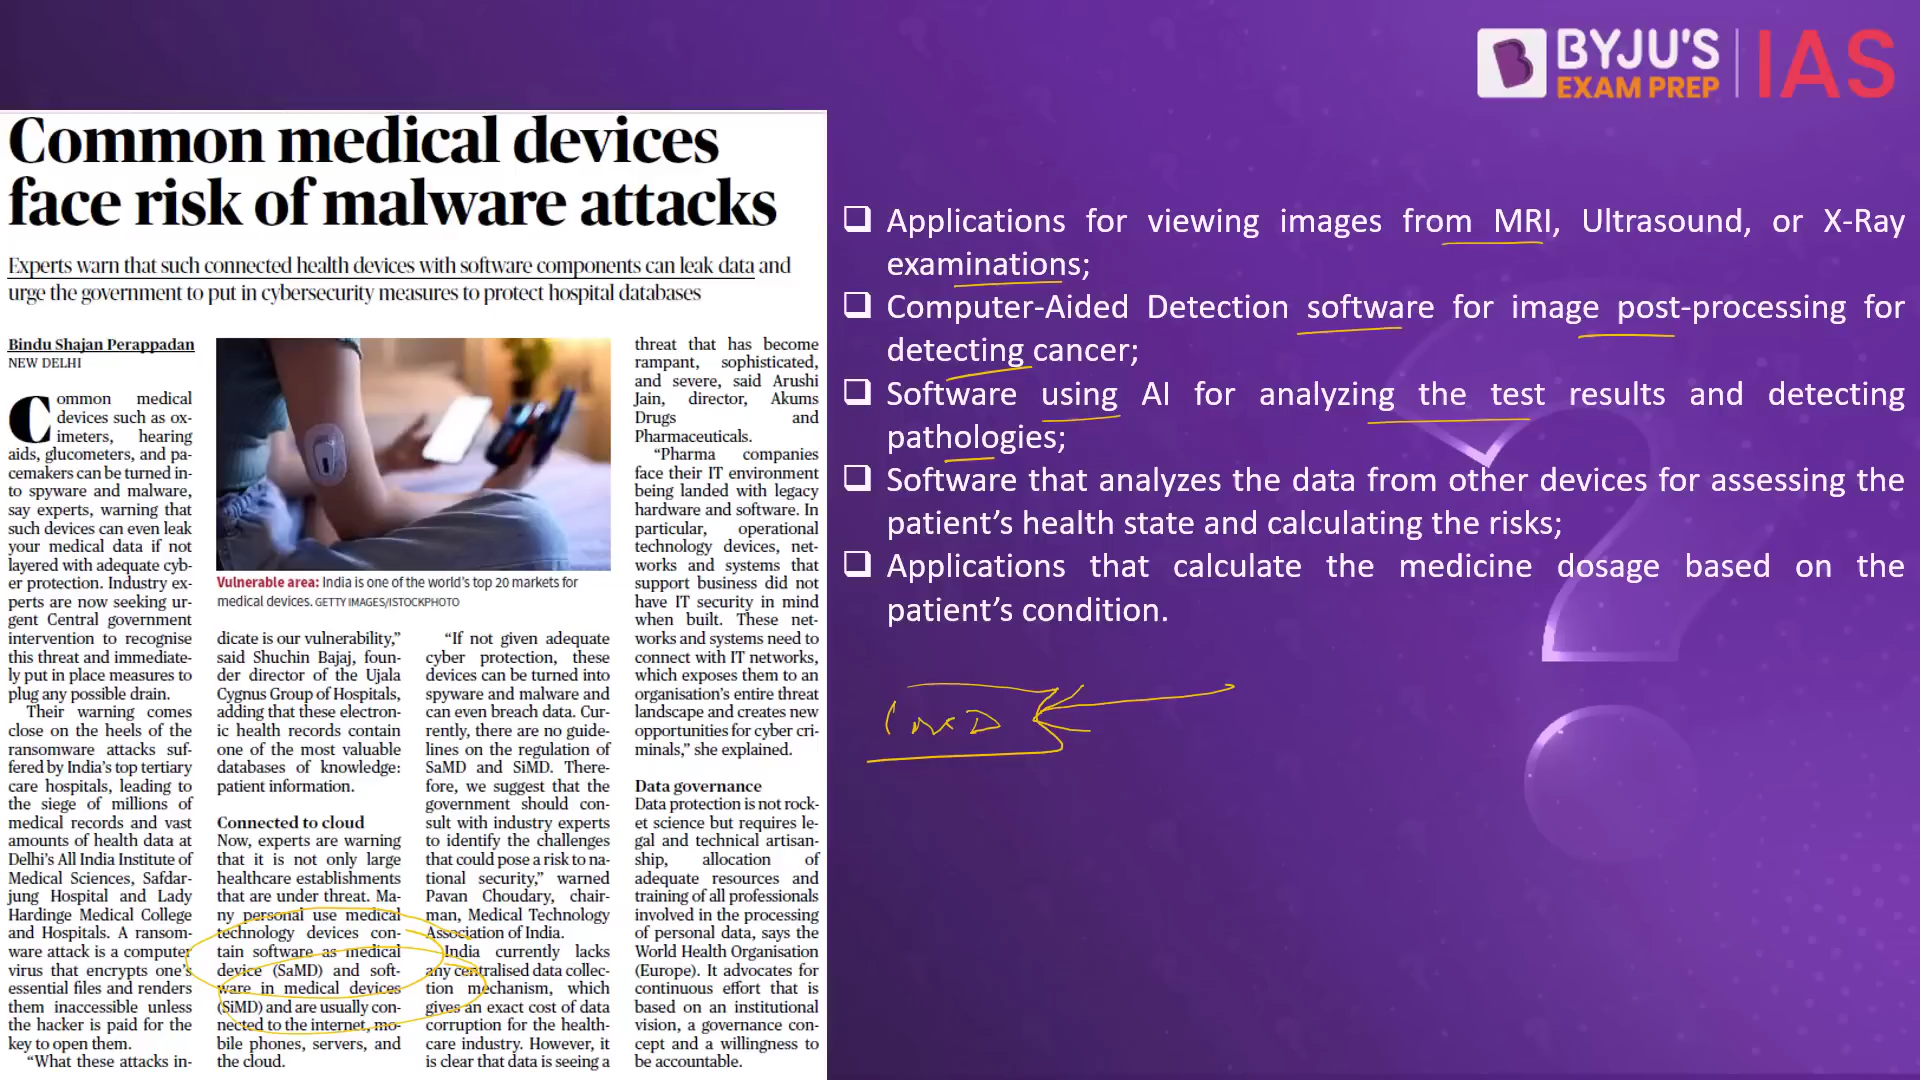 BYJU'S
EXAM PREP
IAS
Common medical devices
face risk of malware attacks
Experts warn that such connected health devices with software components can leak data and
urge the government to put in cybersecurity measures to protect hospital databases
Bindu Shajan Perappadan
NEW DELHI
Common medical
devices such as ox-
imeters, hearing
aids, glucometers, and pa-
cemakers can be turned in-
to spyware and malware,
say experts, warning that
such devices can even leak
your medical data if not
layered with adequate cyb-
er protection. Industry ex-
perts are now seeking ur-
gent Central government
intervention to recognise
this threat and immediate-
ly put in place measures to
plug any possible drain.
Their warning comes
close on the heels of the
ransomware attacks suf-
fered by India's top tertiary
care hospitals, leading to
the siege of millions of
medical records and vast
amounts of health data at
Delhi's All India Institute of
Medical Sciences, Safdar-
jung Hospital and Lady
Hardinge Medical College
and Hospitals. A ransom-
ware attack is a computer
virus that encrypts one's
essential files and renders
them inaccessible unless
the hacker is paid for the
key to open them.
"What these attacks in-
Vulnerable area: India is one of the world's top 20 markets for
medical devices. GETTY IMAGES/ISTOCKPHOTO
dicate is our vulnerability,"
said Shuchin Bajaj, foun-
der director of the Ujala
Cygnus Group of Hospitals,
adding that these electron-
ic health records contain
one of the most valuable
databases of knowledge:
patient information.
Connected to cloud
Now, experts are warning
that it is not only large
healthcare establishments
that are under threat. Ma-
ny personal use medical
technology devices con-
tain software as medical
device (SaMD) and soft-
ware in medical devices
(SiMD) and are usually con-
nected to the internet, mo-
bile phones, servers, and
the cloud.
"If not given adequate
cyber protection, these
devices can be turned into
spyware and malware and
can even breach data. Cur-
rently, there are no guide-
lines on the regulation of
SaMD and SiMD. There-
fore, we suggest that the
government should con-
sult with industry experts
to identify the challenges
that could pose a risk to na-
tional security," warned
Pavan Choudary, chair-
man, Medical Technology
Association of India.
India currently lacks
any centralised data collec-
tion mechanism, which
gives an exact cost of data
corruption for the health-
care industry. However, it
is clear that data is seeing a
threat that has become
rampant, sophisticated,
and severe, said Arushi
Jain, director, Akums
Drugs and
Pharmaceuticals.
"Pharma companies
face their IT environment
being landed with legacy
hardware and software. In
particular, operational
technology devices, net-
works and systems that
support business did not
have IT security in mind
when built. These net-
works and systems need to
connect with IT networks,
which exposes them to an
organisation's entire threat
landscape and creates new
opportunities for cyber cri-
minals," she explained.
Data governance
Data protection is not rock-
et science but requires le-
gal and technical artisan-
ship, allocation of
adequate resources and
training of all professionals
involved in the processing
of personal data, says the
World Health Organisation
(Europe). It advocates for
continuous effort that is
based on an institutional
vision, a governance con-
cept and a willingness to
be accountable.
Applications for viewing images from MRI, Ultrasound, or X-Ray
examinations;
Computer-Aided Detection software for image post-processing for
detecting cancer;
Software using AI for analyzing the test results and detecting
pathologies;
Software that analyzes the data from other devices for assessing the
patient's health state and calculating the risks;
Applications that calculate the medicine dosage based on the
patient's condition.